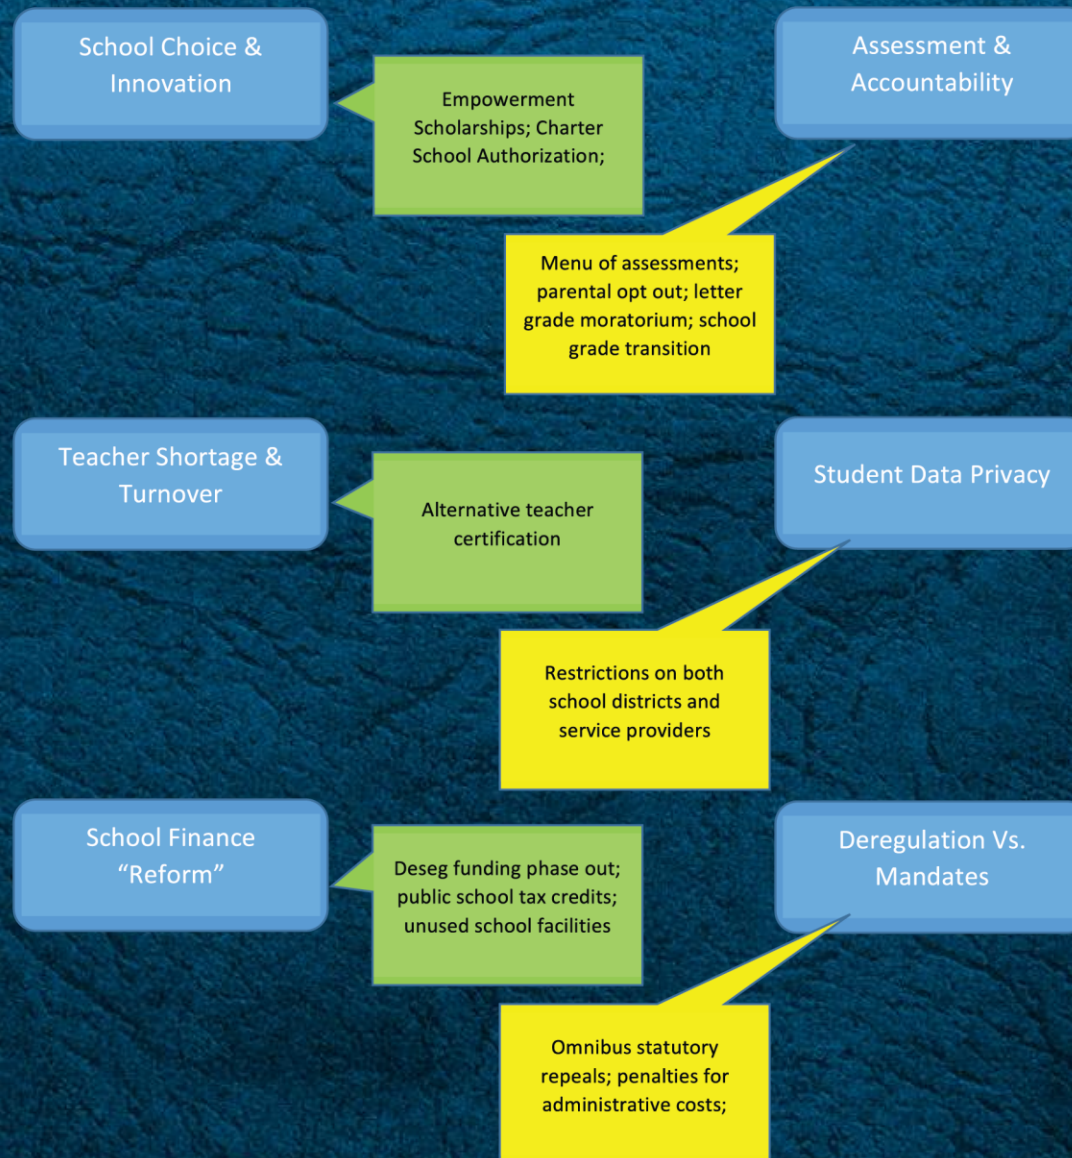 School Choice &
Innovation
Empowerment
Scholarships; Charter
School Authorization;
Assessment &
Accountability
Menu of assessments;
parental opt out; letter
grade moratorium; school
grade transition
Teacher Shortage &
Turnover
Alternative teacher
certification
Student Data Privacy
Restrictions on both
school districts and
service providers
School Finance
“Reform”
Deseg funding phase out;
public school tax credits;
unused school facilities
Deregulation Vs.
Mandates
Omnibus statutory
repeals; penalties for
administrative costs;